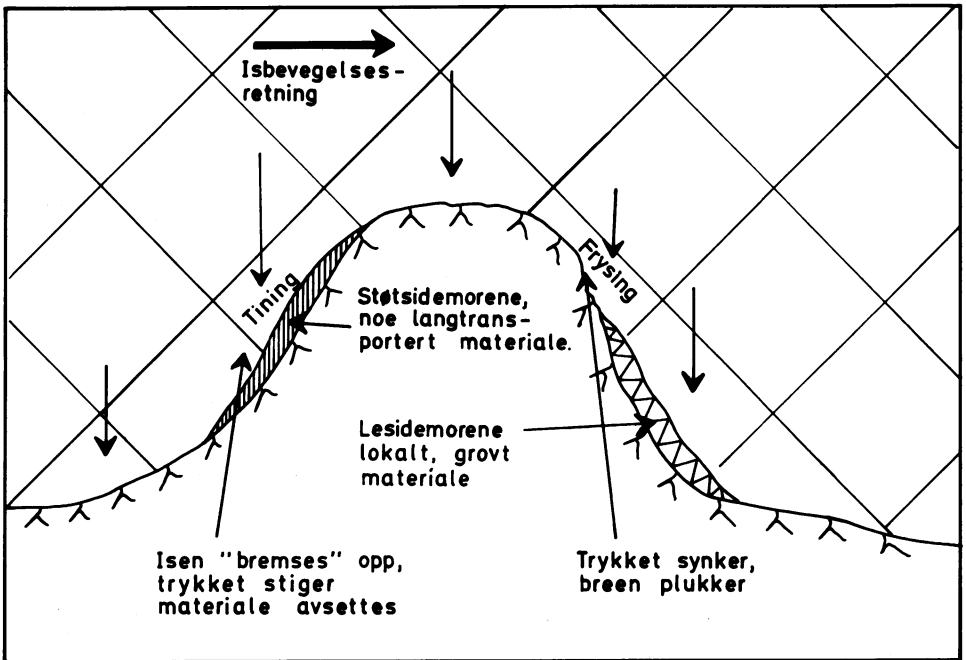 Isbevegelses-
retning
Tining
Frysing
Støtsidemorene,
noe langtrans-
portert materiale.
Lesidemorene
lokalt, grovt
materiale
Isen "bremses" opp,
trykket stiger
materiale avsettes
Trykket synker,
breen plukker